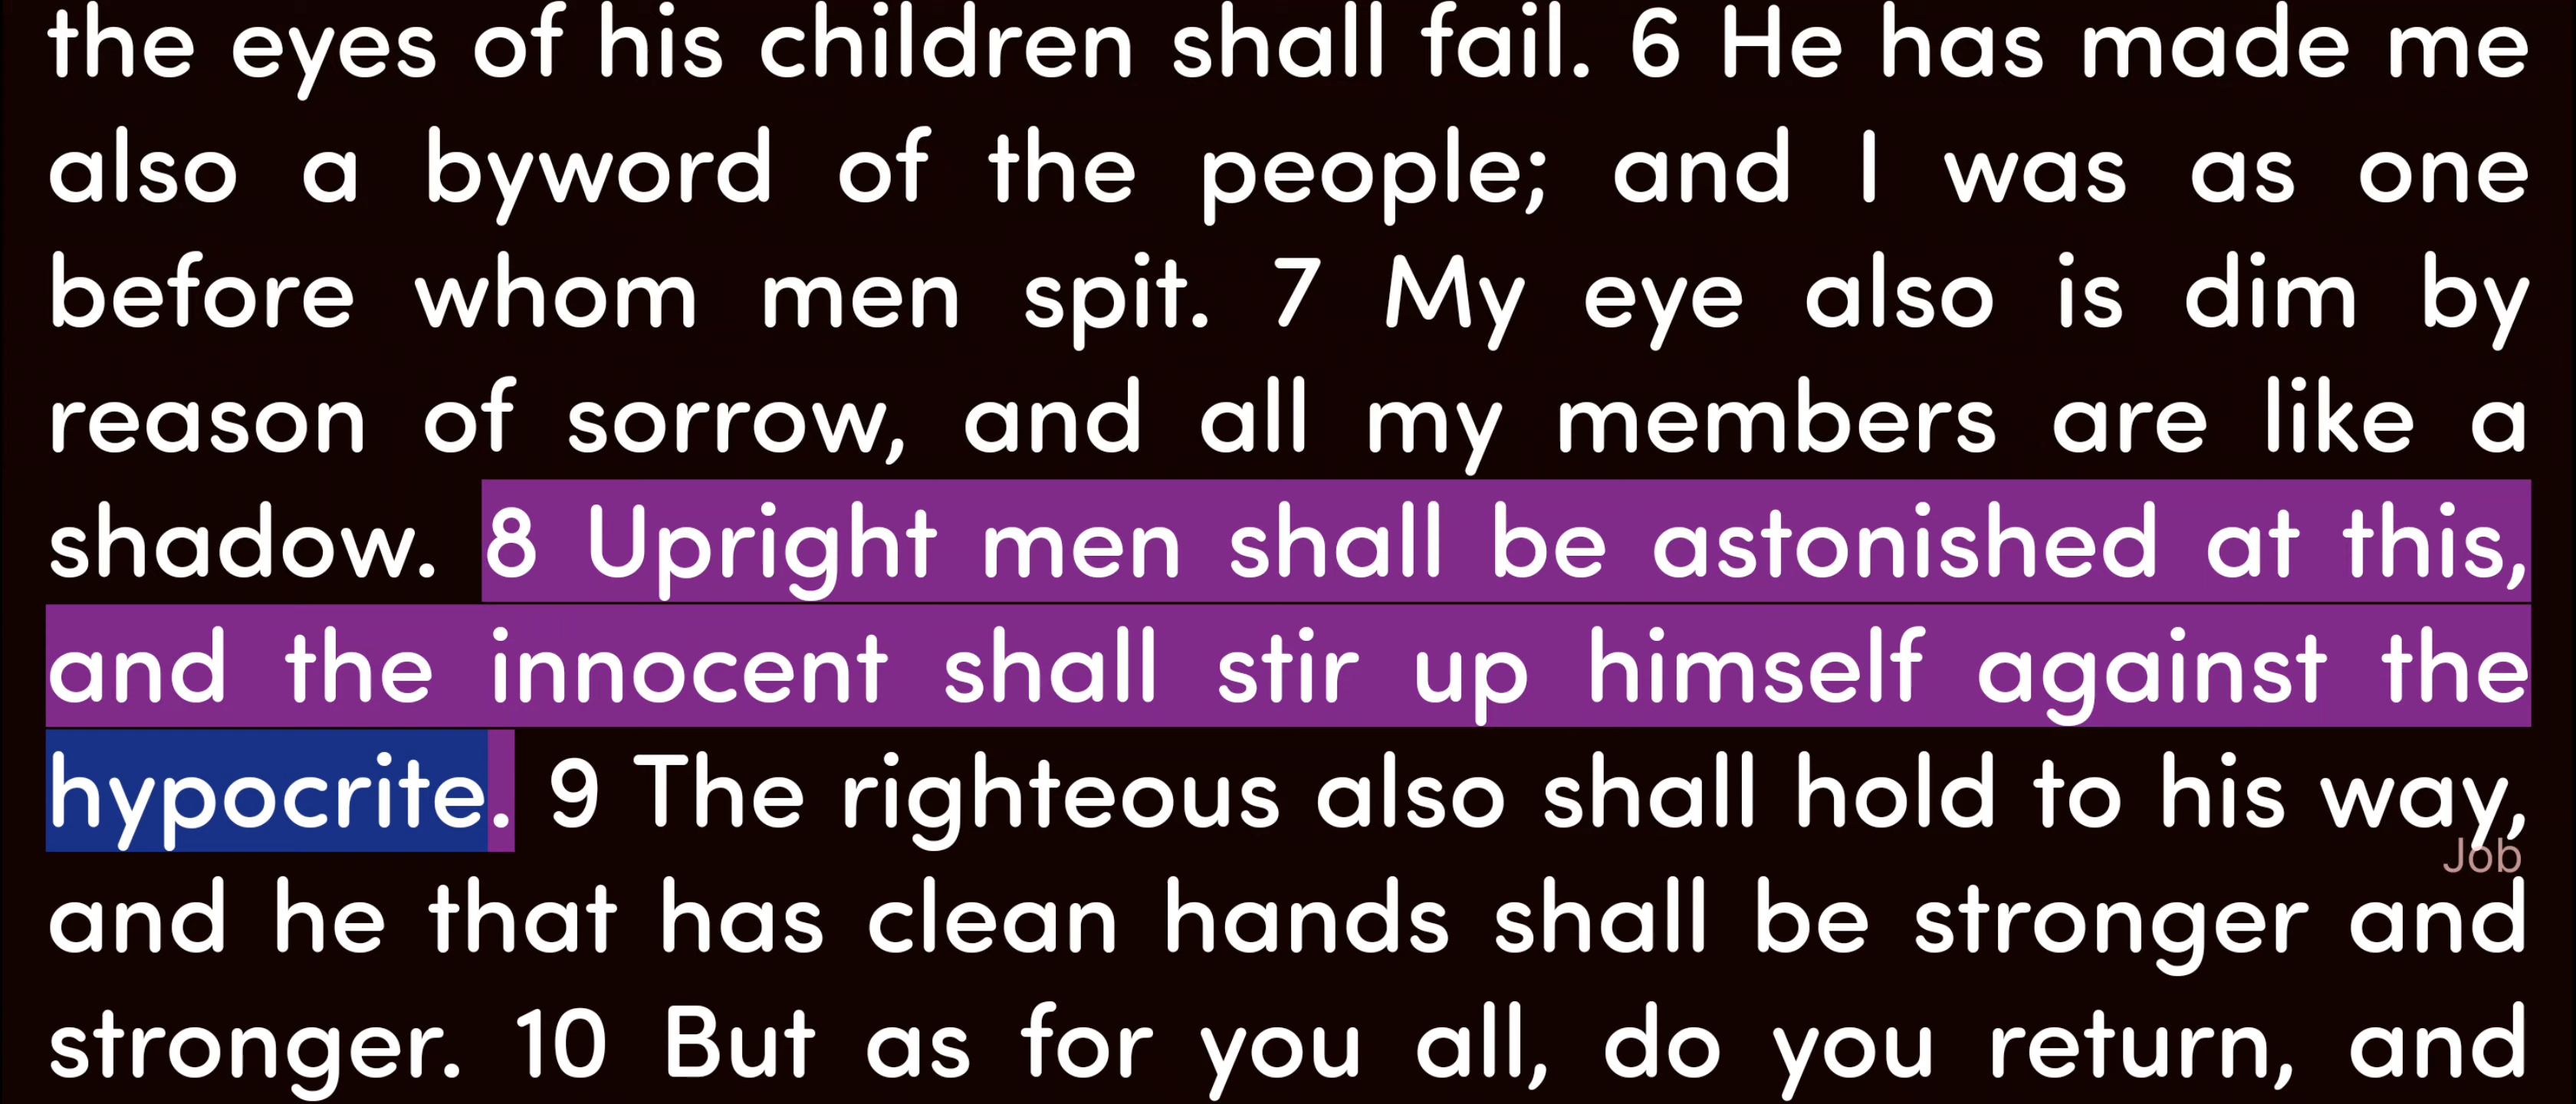 the eyes of his children shall fail. 6 He has made me
also a byword of the people; and I was as one
before whom men spit. 7 My eye also is dim by
reason of sorrow, and all my members are like a
shadow. 8 Upright men shall be astonished at this,
and the innocent shall stir up himself against the
hypocrite. 9 The righteous also shall hold to his way,
Job
and he that has clean hands shall be stronger and
stronger. 10 But as for you all, do you return, and